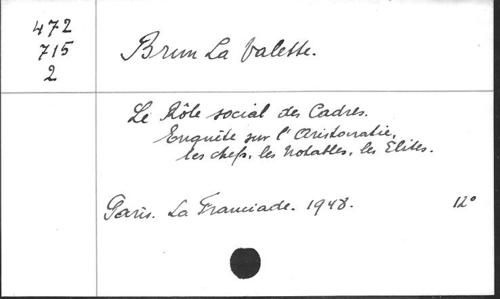 472
715
2
Brun La Valette.
Le Rôle social des Cadres.
Enquête sur l'Aristocratie,
les chefs, les Notables, les Elites.
Paris. La Franciade. 1948. 12°